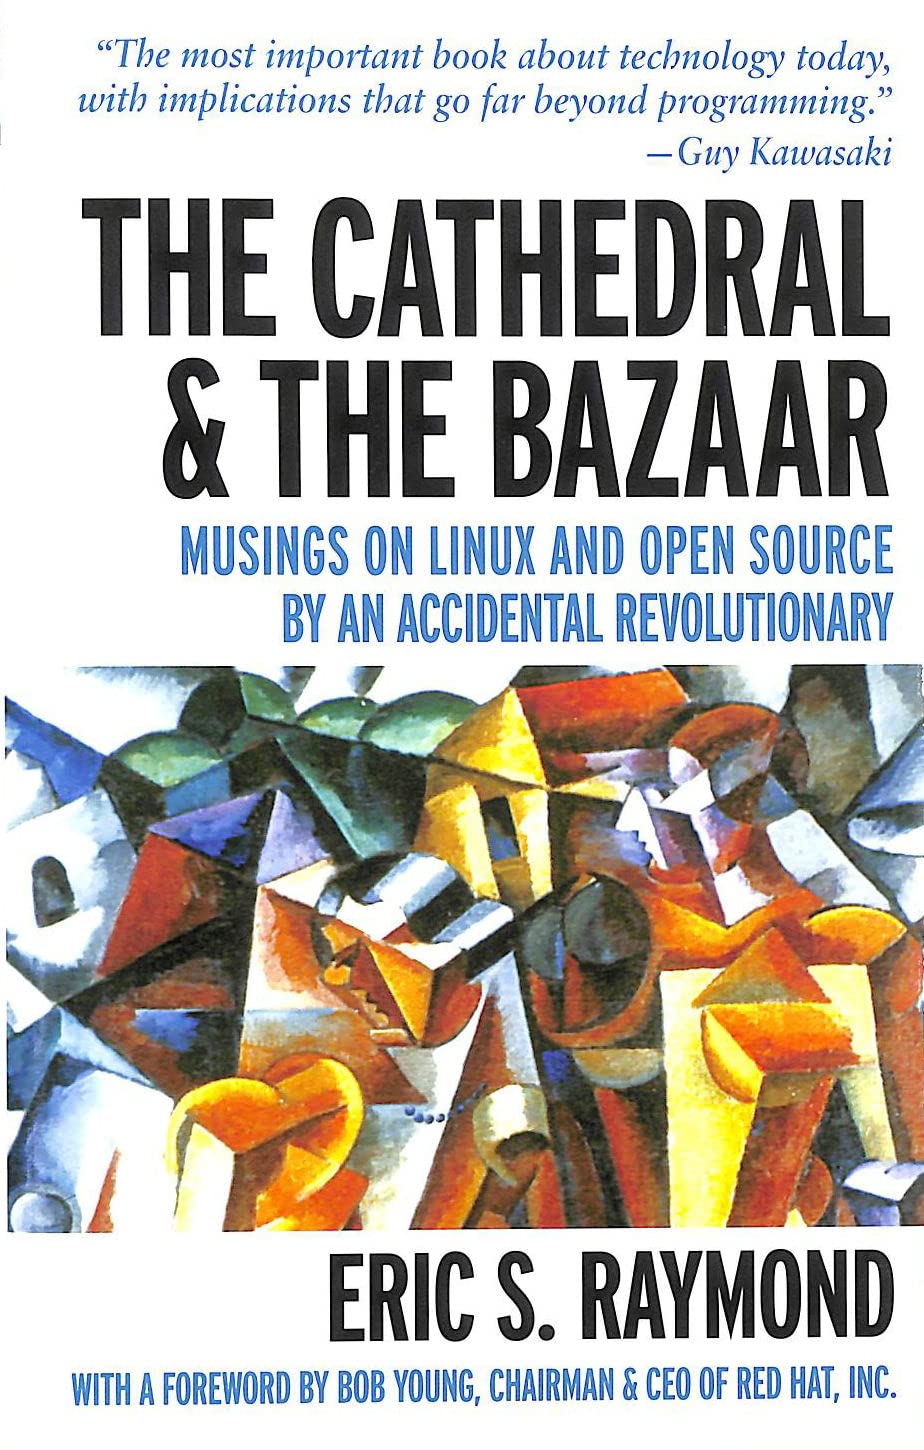 “The most important book about technology today,
with implications that go far beyond programming.”
—Guy Kawasaki
THE CATHEDRAL
& THE BAZAAR
MUSINGS ON LINUX AND OPEN SOURCE
BY AN ACCIDENTAL REVOLUTIONARY
ERIC S. RAYMOND
WITH A FOREWORD BY BOB YOUNG, CHAIRMAN & CEO OF RED HAT, INC.